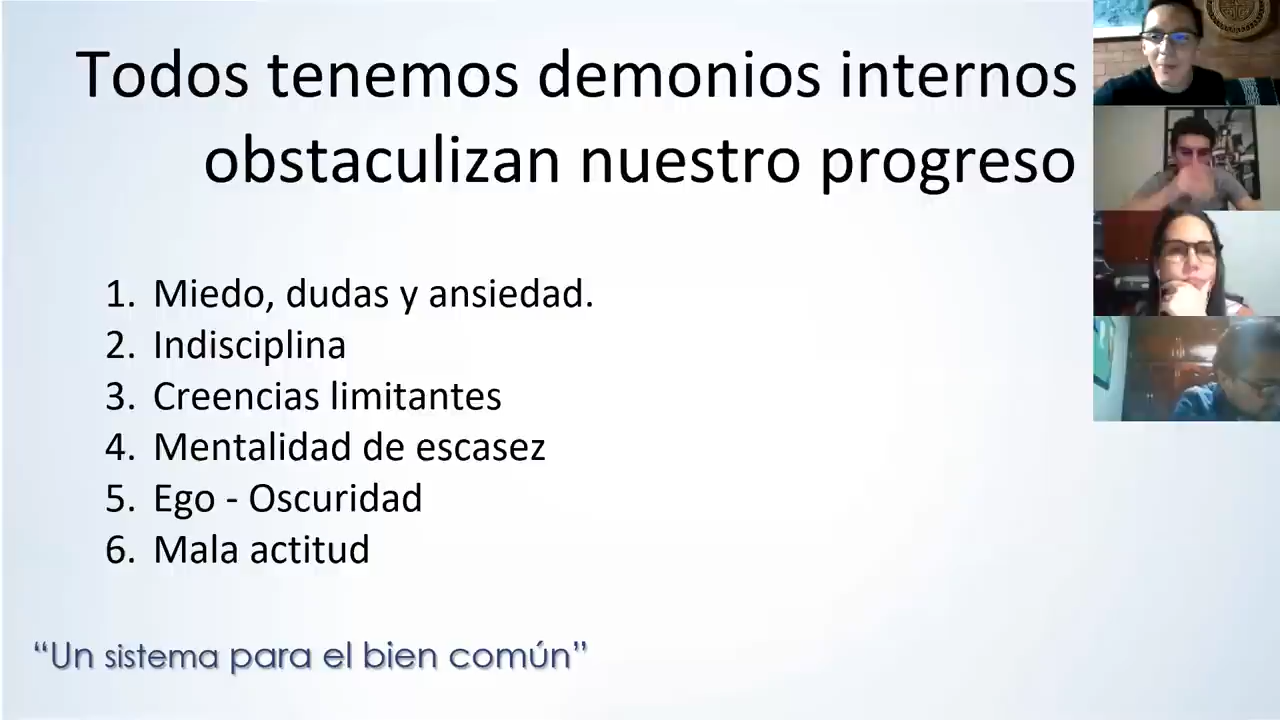 Todos tenemos demonios internos
obstaculizan nuestro progreso
1. Miedo, dudas y ansiedad.
2. Indisciplina
3. Creencias limitantes
4. Mentalidad de escasez
5. Ego - Oscuridad
6. Mala actitud
“Un sistema para el bien común”